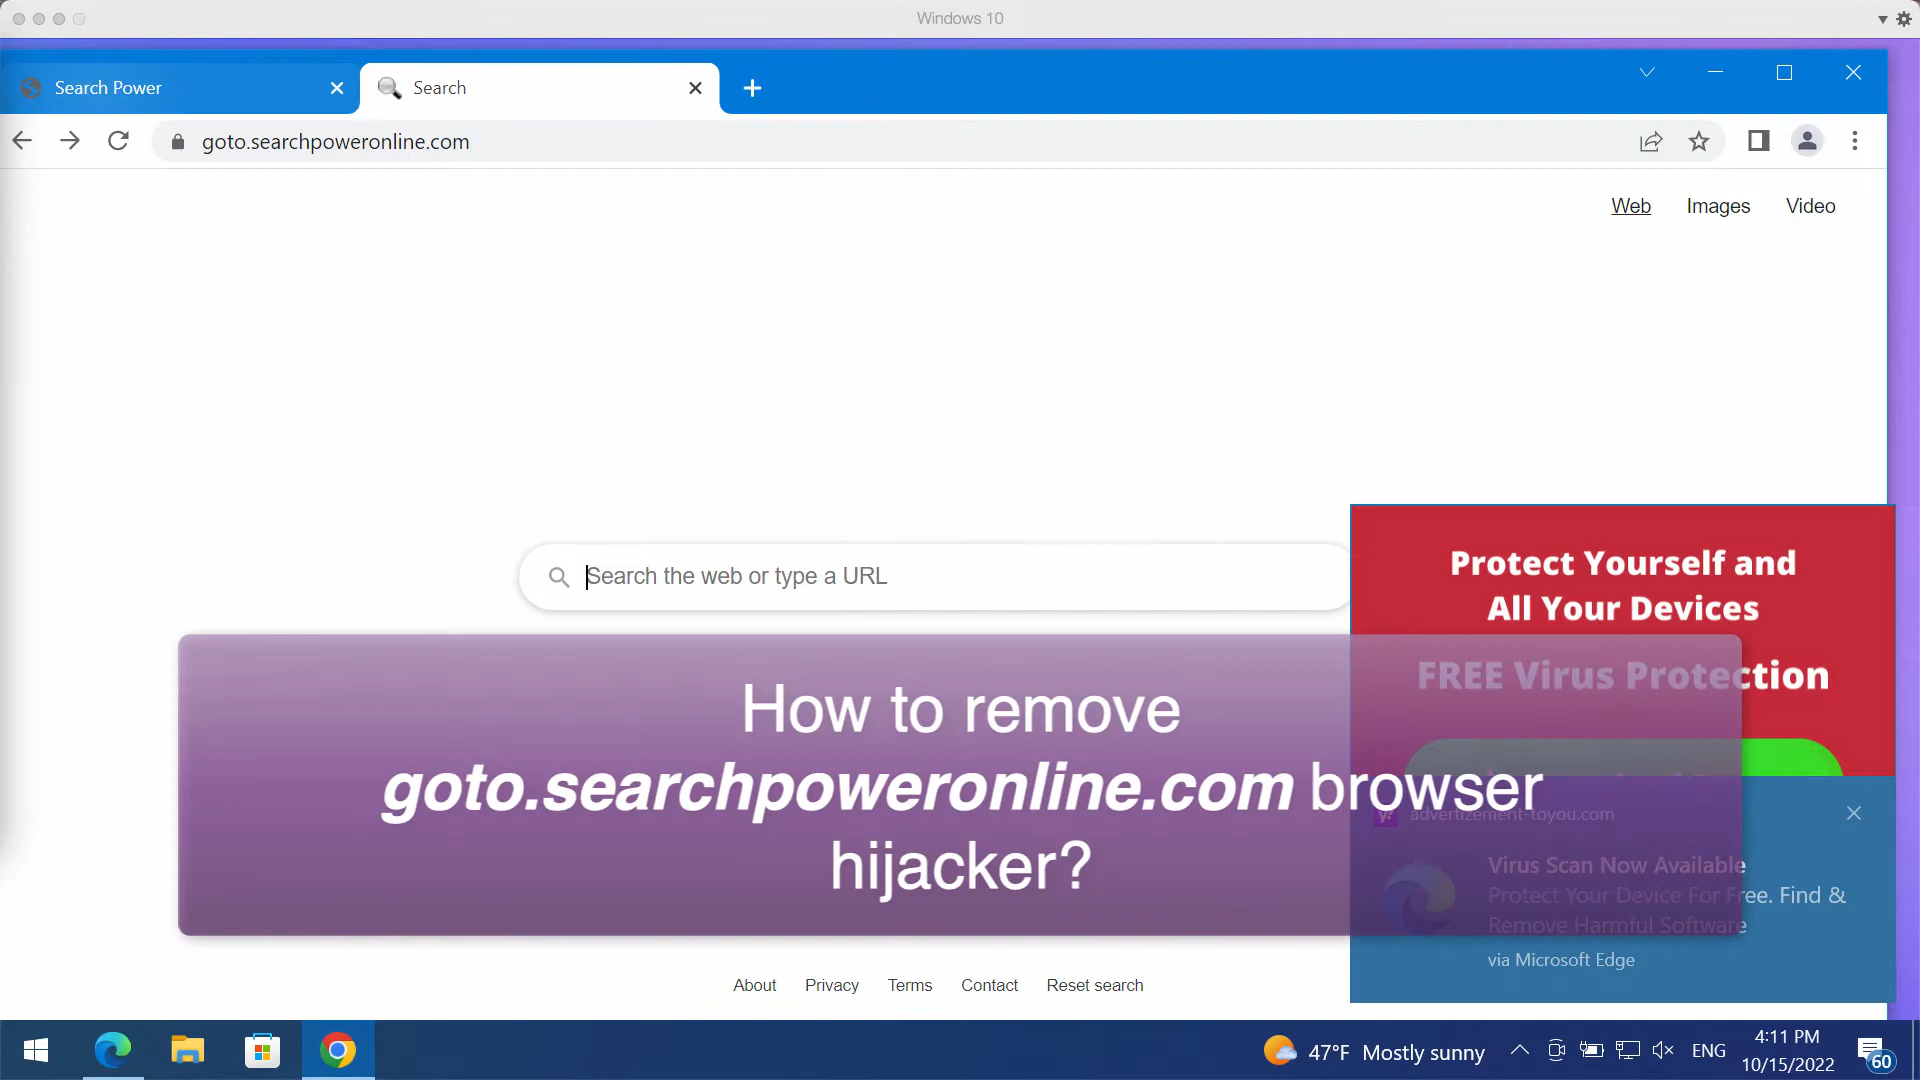 Windows 10
Search Power
Search
goto.searchpoweronline.com
Web Images Video
Search the web or type a URL
Protect Yourself and
All Your Devices
FREE Virus Protection
How to remove
goto.searchpoweronline.com browser
hijacker?
advertizement-toyou.com
Virus Scan Now Available
Protect Your Device For Free. Find &
Remove Harmful Software
via Microsoft Edge
About Privacy Terms Contact Reset search
47°F Mostly sunny
ENG
4:11 PM
10/15/2022
60